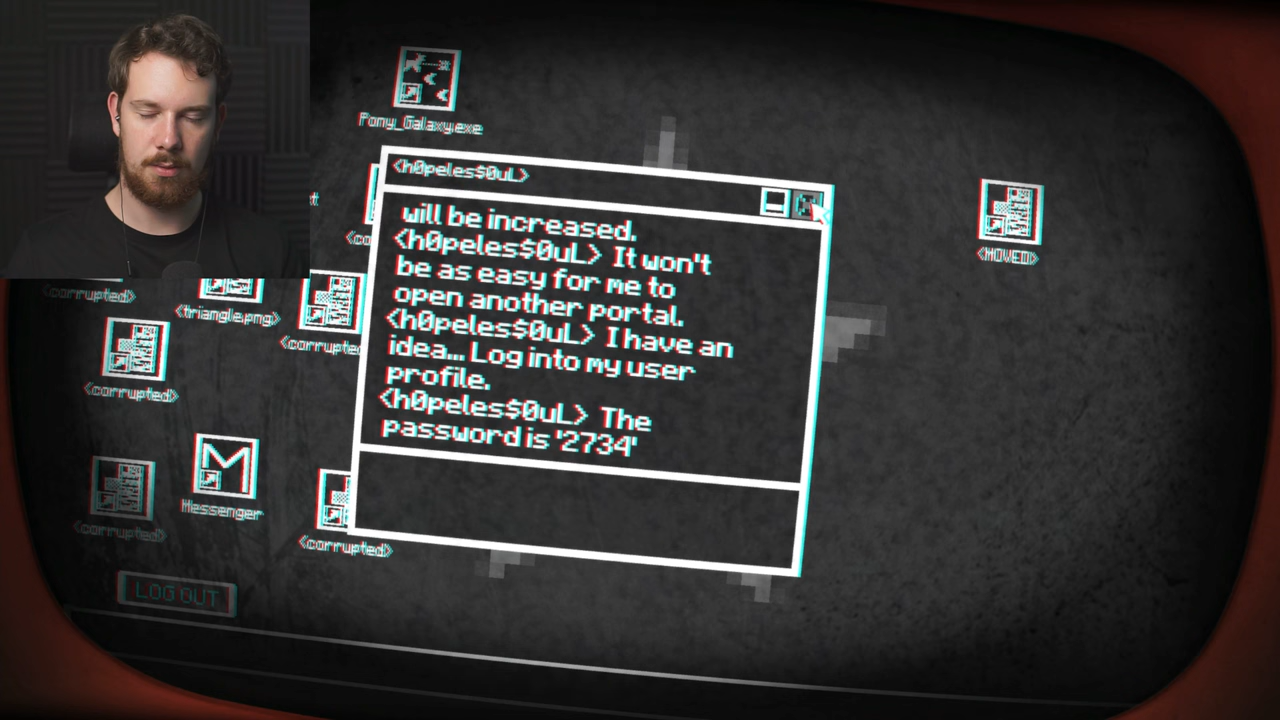 Pony_Galaxy.exe
<h0peles$0uL>
will be increased.
<h0peles$0uL> It won't
be as easy for me to
open another portal.
<h0peles$0uL> I have an
idea... Log into my user
profile.
<h0peles$0uL> The
password is '2734'
<MOVED>
<corrupted>
<triangle.png>
<corrupted>
<corrupted>
Messenger
<corrupted>
<corrupted>
LOG OUT